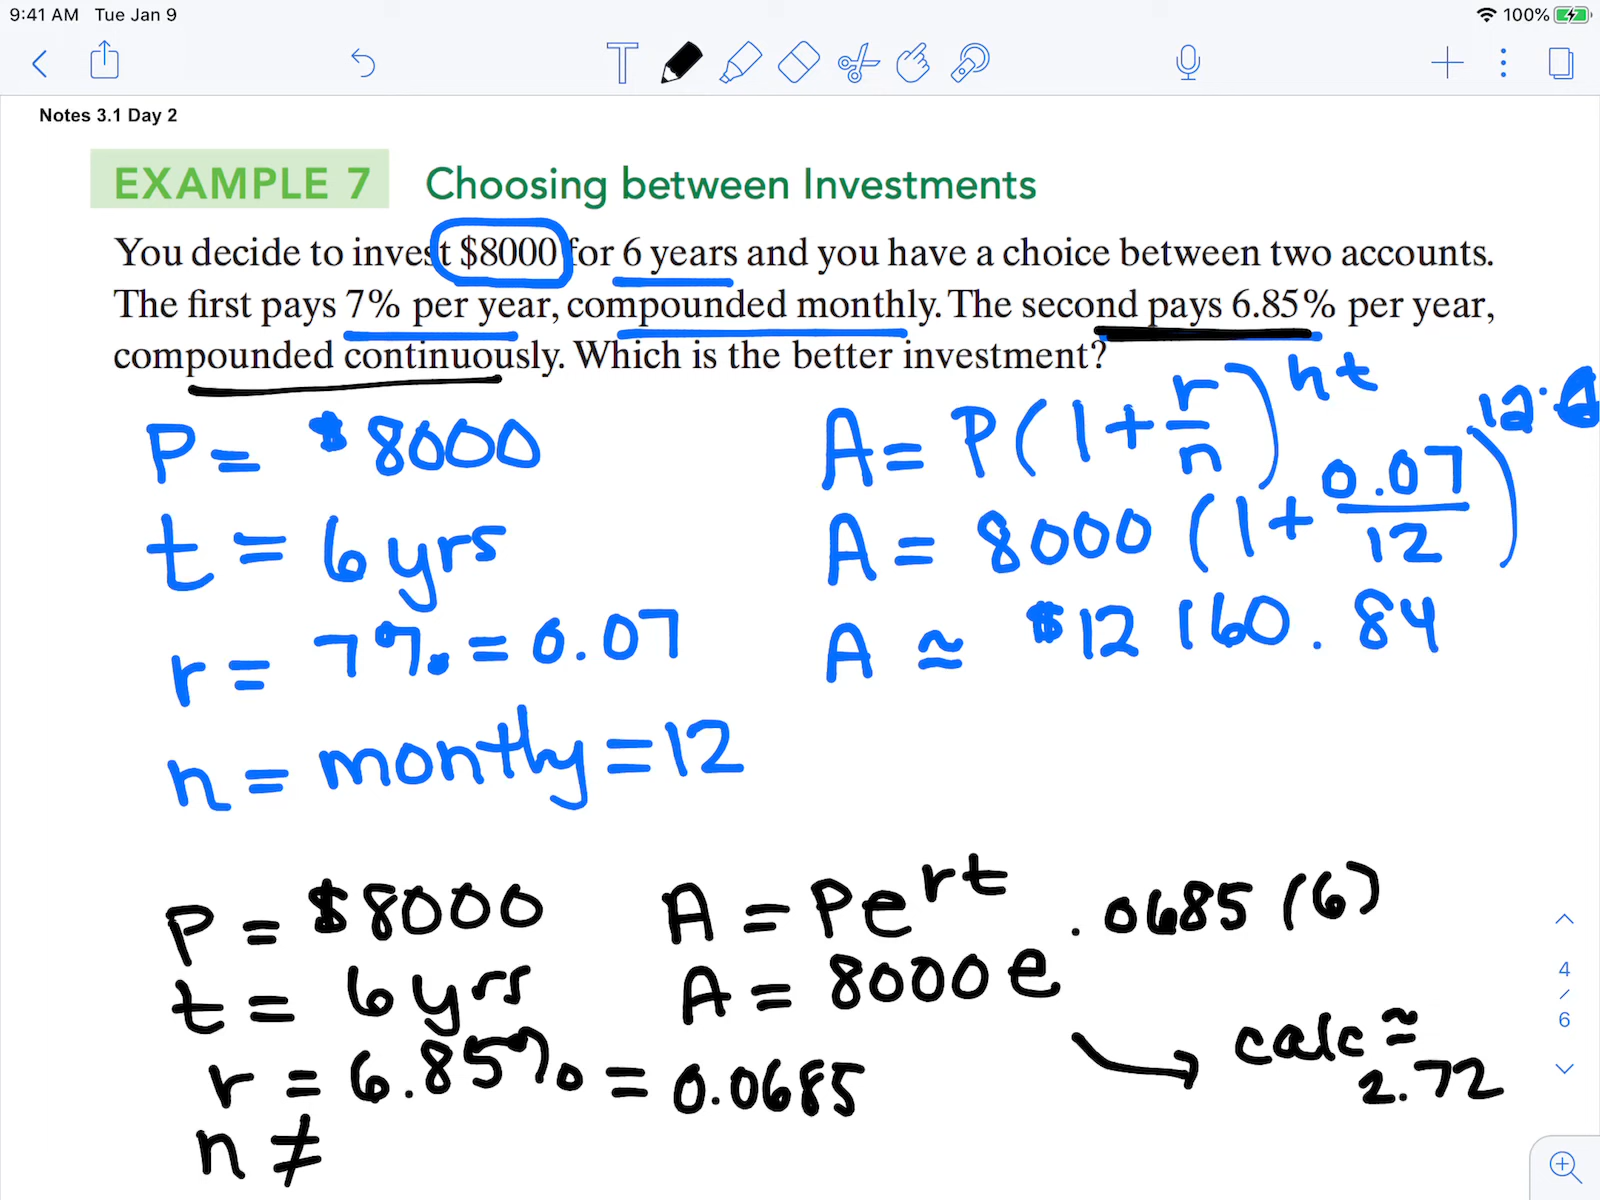 9:41 AM Tue Jan 9 100%
Notes 3.1 Day 2
EXAMPLE 7 Choosing between Investments
You decide to invest $8000 for 6 years and you have a choice between two accounts.
The first pays 7% per year, compounded monthly. The second pays 6.85% per year,
compounded continuously. Which is the better investment?
P = $8000
t = 6 yrs
r = 7% = 0.07
n = monthly = 12
A = P(1 + r/n)^nt
A = 8000 (1 + 0.07/12)^12·
A ≈ $12 160.84
P = $8000
t = 6 yrs
r = 6.85% = 0.0685
n ≠
A = Pe^rt
A = 8000e^.0685(6)
calc ≈
2.72
4
/
6